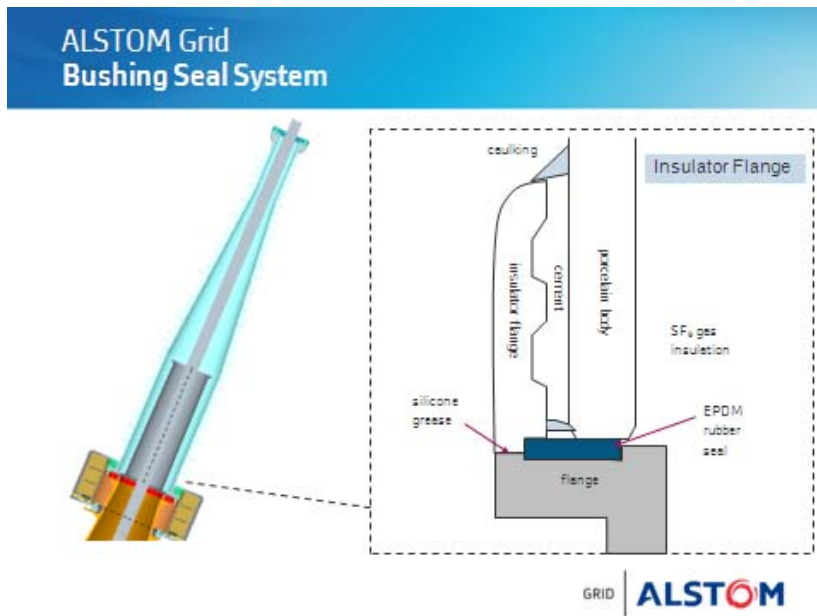 ALSTOM Grid
Bushing Seal System
caulking
Insulator Flange
insulator flange
cement
porcelain body
SF₆ gas
insulation
silicone
grease
EPDM
rubber
seal
flange
GRID
ALSTOM